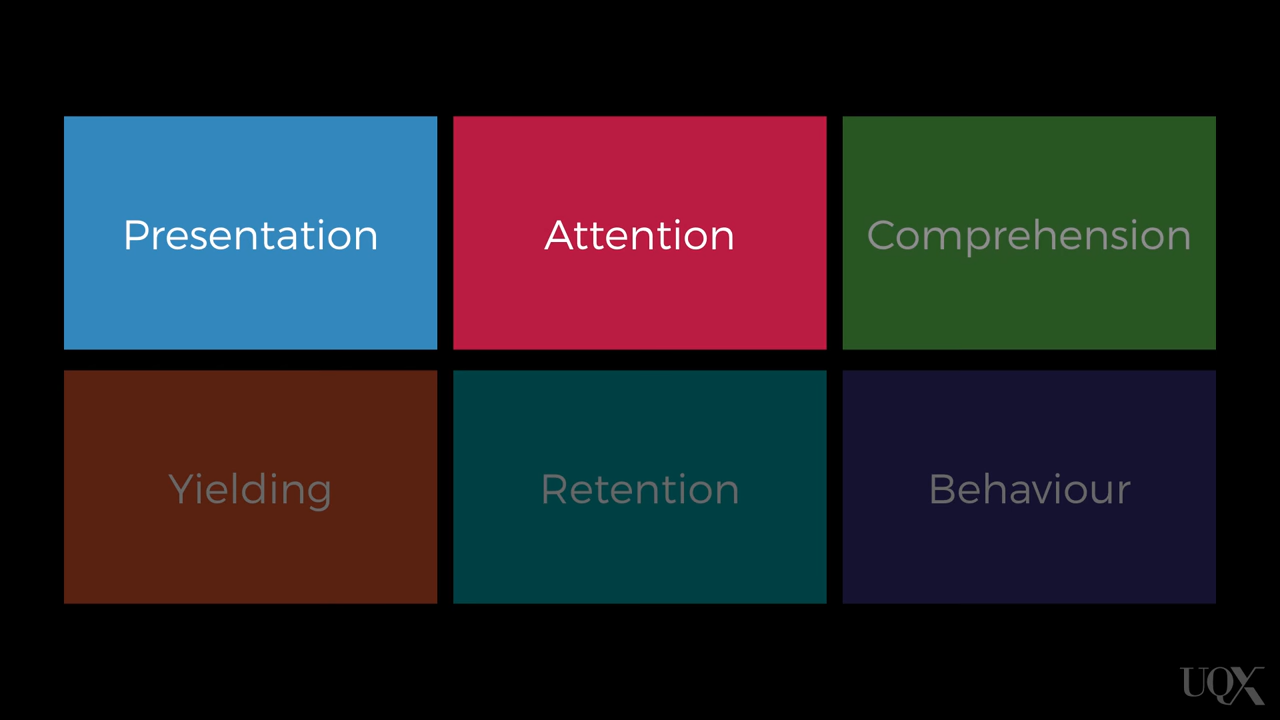 Presentation
Attention
Comprehension
Yielding
Retention
Behaviour
UQX